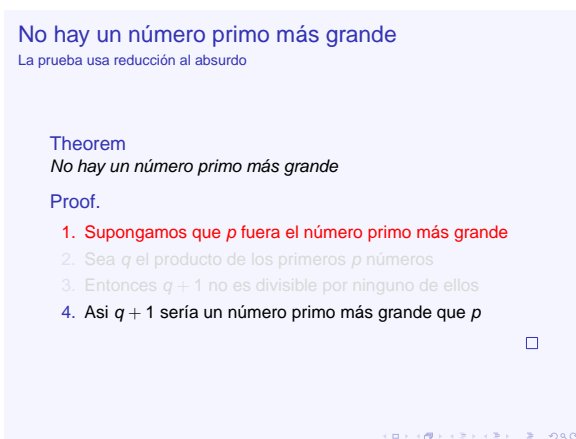 No hay un número primo más grande
La prueba usa reducción al absurdo
Theorem
No hay un número primo más grande
Proof.
1. Supongamos que p fuera el número primo más grande
2. Sea q el producto de los primeros p números
3. Entonces q + 1 no es divisible por ninguno de ellos
4. Asi q + 1 sería un número primo más grande que p